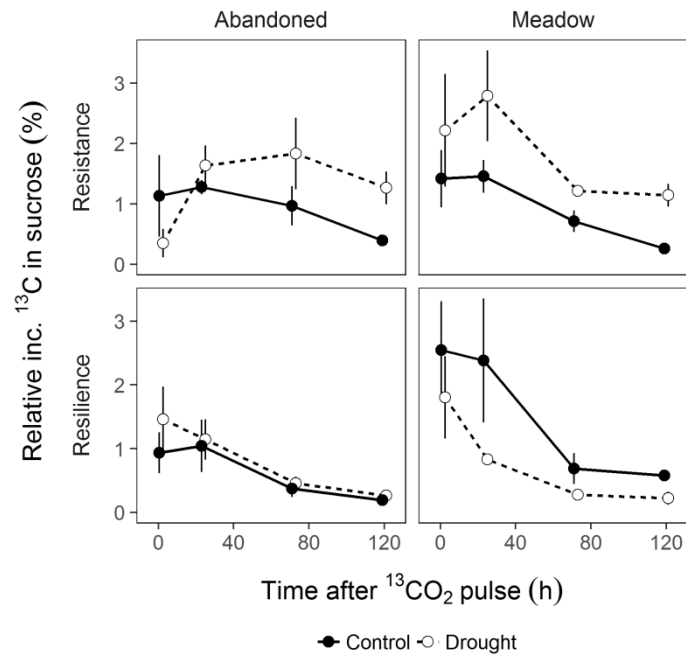 Abandoned Meadow
Relative inc. ¹³C in sucrose (%)
Resistance
3
2
1
0
Resilience
3
2
1
0
0 40 80 120 0 40 80 120
Time after ¹³CO₂ pulse (h)
Control Drought